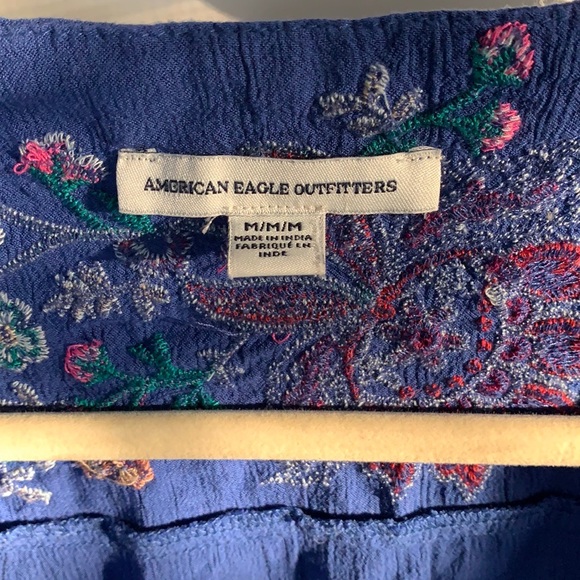 AMERICAN EAGLE OUTFITTERS
M/M/M
MADE IN INDIA
FABRIQUÉ EN
INDE